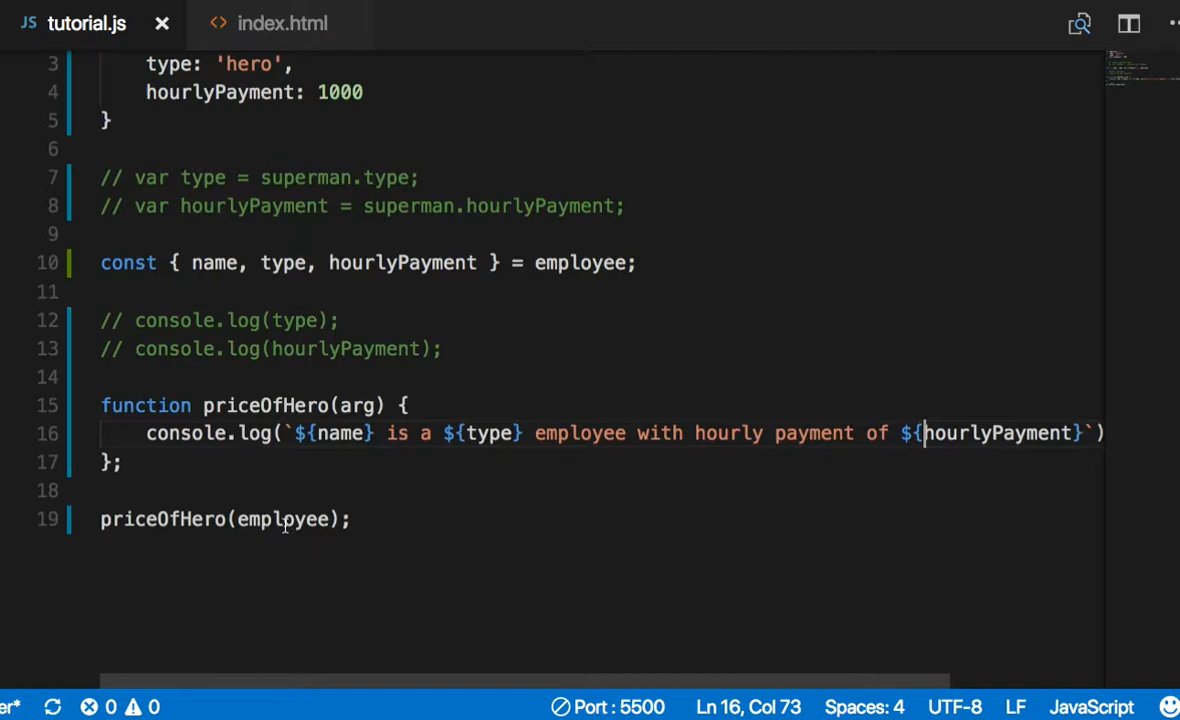 JS tutorial.js × <> index.html
3 type: 'hero',
4 hourlyPayment: 1000
5 }
6
7 // var type = superman.type;
8 // var hourlyPayment = superman.hourlyPayment;
9
10 const { name, type, hourlyPayment } = employee;
11
12 // console.log(type);
13 // console.log(hourlyPayment);
14
15 function priceOfHero(arg) {
16 console.log(`${name} is a ${type} employee with hourly payment of ${hourlyPayment}`)
17 };
18
19 priceOfHero(employee);
er* 0 0 Port : 5500 Ln 16, Col 73 Spaces: 4 UTF-8 LF JavaScript